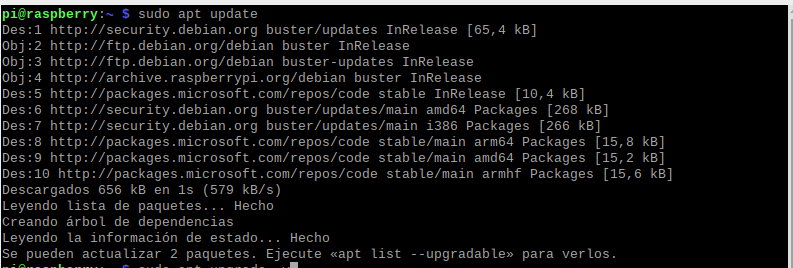 pi@raspberry:~ $ sudo apt update
Des:1 http://security.debian.org buster/updates InRelease [65,4 kB]
Obj:2 http://ftp.debian.org/debian buster InRelease
Obj:3 http://ftp.debian.org/debian buster-updates InRelease
Obj:4 http://archive.raspberrypi.org/debian buster InRelease
Des:5 http://packages.microsoft.com/repos/code stable InRelease [10,4 kB]
Des:6 http://security.debian.org buster/updates/main amd64 Packages [268 kB]
Des:7 http://security.debian.org buster/updates/main i386 Packages [266 kB]
Des:8 http://packages.microsoft.com/repos/code stable/main arm64 Packages [15,8 kB]
Des:9 http://packages.microsoft.com/repos/code stable/main amd64 Packages [15,2 kB]
Des:10 http://packages.microsoft.com/repos/code stable/main armhf Packages [15,6 kB]
Descargados 656 kB en 1s (579 kB/s)
Leyendo lista de paquetes... Hecho
Creando árbol de dependencias
Leyendo la información de estado... Hecho
Se pueden actualizar 2 paquetes. Ejecute «apt list --upgradable» para verlos.
pi@raspberry:~ $ sudo apt upgrade